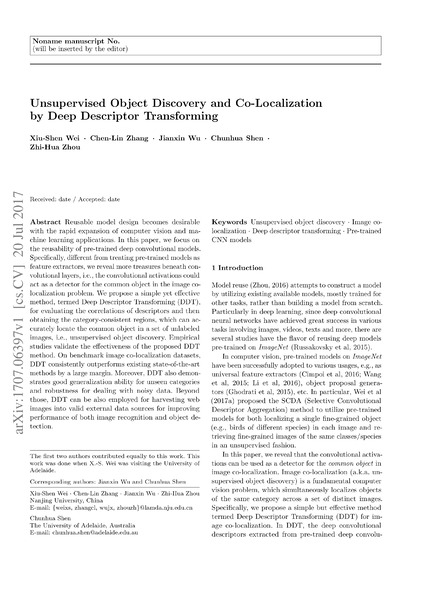 Noname manuscript No.
(will be inserted by the editor)
Unsupervised Object Discovery and Co-Localization
by Deep Descriptor Transforming
Xiu-Shen Wei · Chen-Lin Zhang · Jianxin Wu · Chunhua Shen ·
Zhi-Hua Zhou
Received: date / Accepted: date
Abstract Reusable model design becomes desirable
with the rapid expansion of computer vision and ma-
chine learning applications. In this paper, we focus on
the reusability of pre-trained deep convolutional models.
Specifically, different from treating pre-trained models as
feature extractors, we reveal more treasures beneath con-
volutional layers, i.e., the convolutional activations could
act as a detector for the common object in the image co-
localization problem. We propose a simple yet effective
method, termed Deep Descriptor Transforming (DDT),
for evaluating the correlations of descriptors and then
obtaining the category-consistent regions, which can ac-
curately locate the common object in a set of unlabeled
images, i.e., unsupervised object discovery. Empirical
studies validate the effectiveness of the proposed DDT
method. On benchmark image co-localization datasets,
DDT consistently outperforms existing state-of-the-art
methods by a large margin. Moreover, DDT also demon-
strates good generalization ability for unseen categories
and robustness for dealing with noisy data. Beyond
those, DDT can be also employed for harvesting web
images into valid external data sources for improving
performance of both image recognition and object de-
tection.
The first two authors contributed equally to this work. This
work was done when X.-S. Wei was visiting the University of
Adelaide.
Corresponding authors: Jianxin Wu and Chunhua Shen
Xiu-Shen Wei · Chen-Lin Zhang · Jianxin Wu · Zhi-Hua Zhou
Nanjing University, China
E-mail: {weixs, zhangcl, wujx, zhouzh}@lamda.nju.edu.cn
Chunhua Shen
The University of Adelaide, Australia
E-mail: chunhua.shen@adelaide.edu.au
Keywords Unsupervised object discovery · Image co-
localization · Deep descriptor transforming · Pre-trained
CNN models
1 Introduction
Model reuse (Zhou, 2016) attempts to construct a model
by utilizing existing available models, mostly trained for
other tasks, rather than building a model from scratch.
Particularly in deep learning, since deep convolutional
neural networks have achieved great success in various
tasks involving images, videos, texts and more, there are
several studies have the flavor of reusing deep models
pre-trained on ImageNet (Russakovsky et al, 2015).
In computer vision, pre-trained models on ImageNet
have been successfully adopted to various usages, e.g., as
universal feature extractors (Cimpoi et al, 2016; Wang
et al, 2015; Li et al, 2016), object proposal genera-
tors (Ghodrati et al, 2015), etc. In particular, Wei et al
(2017a) proposed the SCDA (Selective Convolutional
Descriptor Aggregation) method to utilize pre-trained
models for both localizing a single fine-grained object
(e.g., birds of different species) in each image and re-
trieving fine-grained images of the same classes/species
in an unsupervised fashion.
In this paper, we reveal that the convolutional activa-
tions can be used as a detector for the common object in
image co-localization. Image co-localization (a.k.a. un-
supervised object discovery) is a fundamental computer
vision problem, which simultaneously localizes objects
of the same category across a set of distinct images.
Specifically, we propose a simple but effective method
termed Deep Descriptor Transforming (DDT) for im-
age co-localization. In DDT, the deep convolutional
descriptors extracted from pre-trained deep convolu-
arXiv:1707.06397v1 [cs.CV] 20 Jul 2017